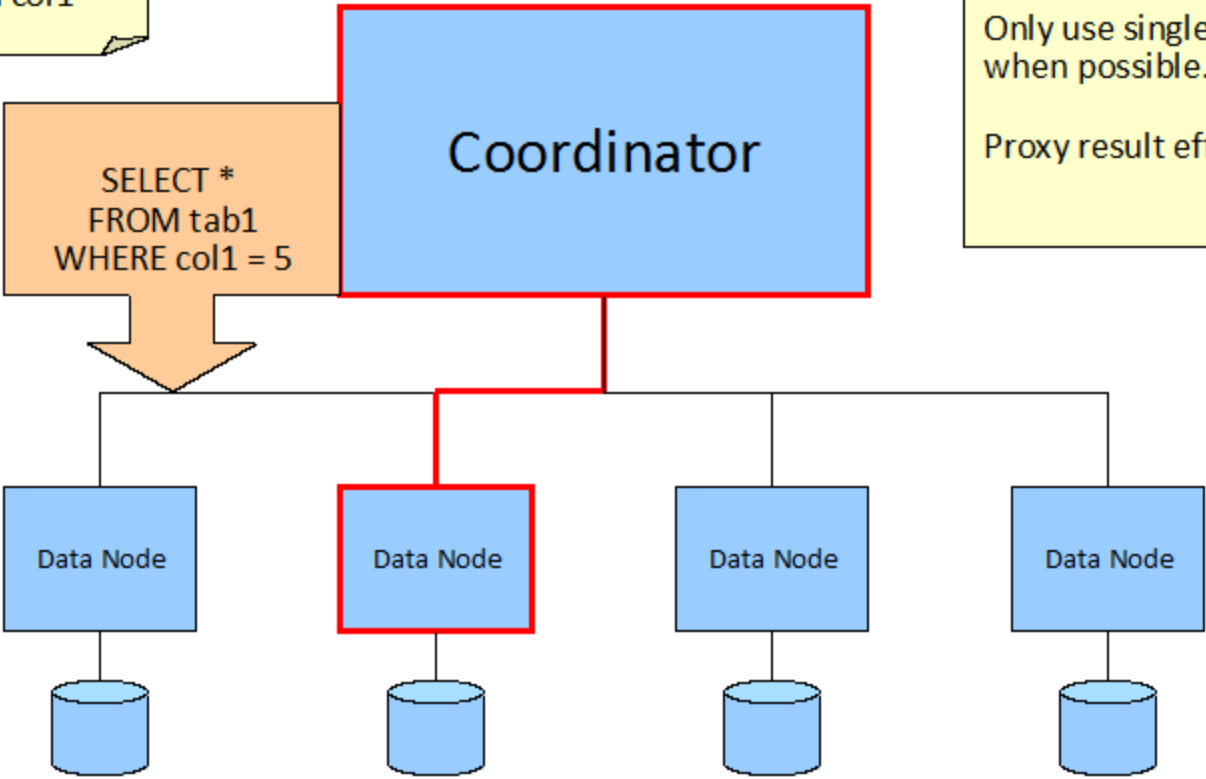 col1
Only use single
when possible.
Proxy result
Coordinator
SELECT *
FROM tab1
WHERE col1 = 5
Data Node
Data Node
Data Node
Data Node